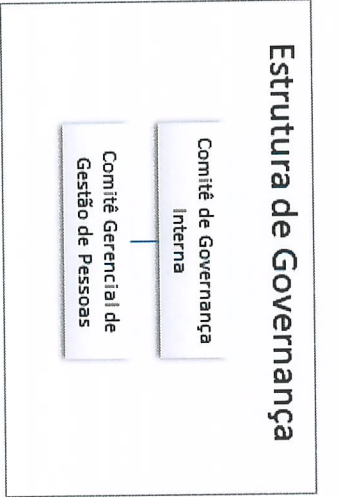 Estrutura de Governança
Comitê de Governança
Interna
Comitê Gerencial de
Gestão de Pessoas